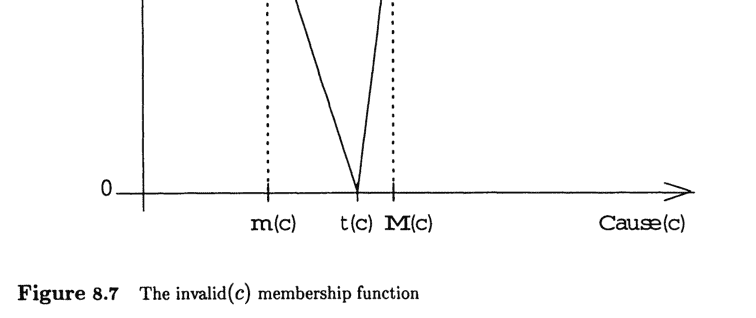 0
m(c) t(c) M(c) Cause(c)
Figure 8.7 The invalid(c) membership function